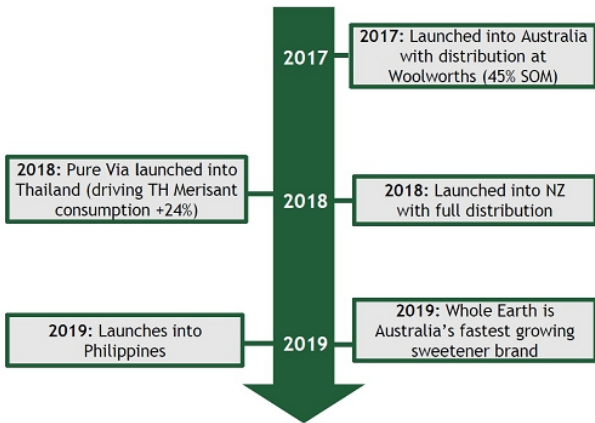 2017
2017: Launched into Australia
with distribution at
Woolworths (45% SOM)
2018: Pure Via launched into
Thailand (driving TH Merisant
consumption +24%)
2018
2018: Launched into NZ
with full distribution
2019: Launches into
Philippines
2019
2019: Whole Earth is
Australia's fastest growing
sweetener brand